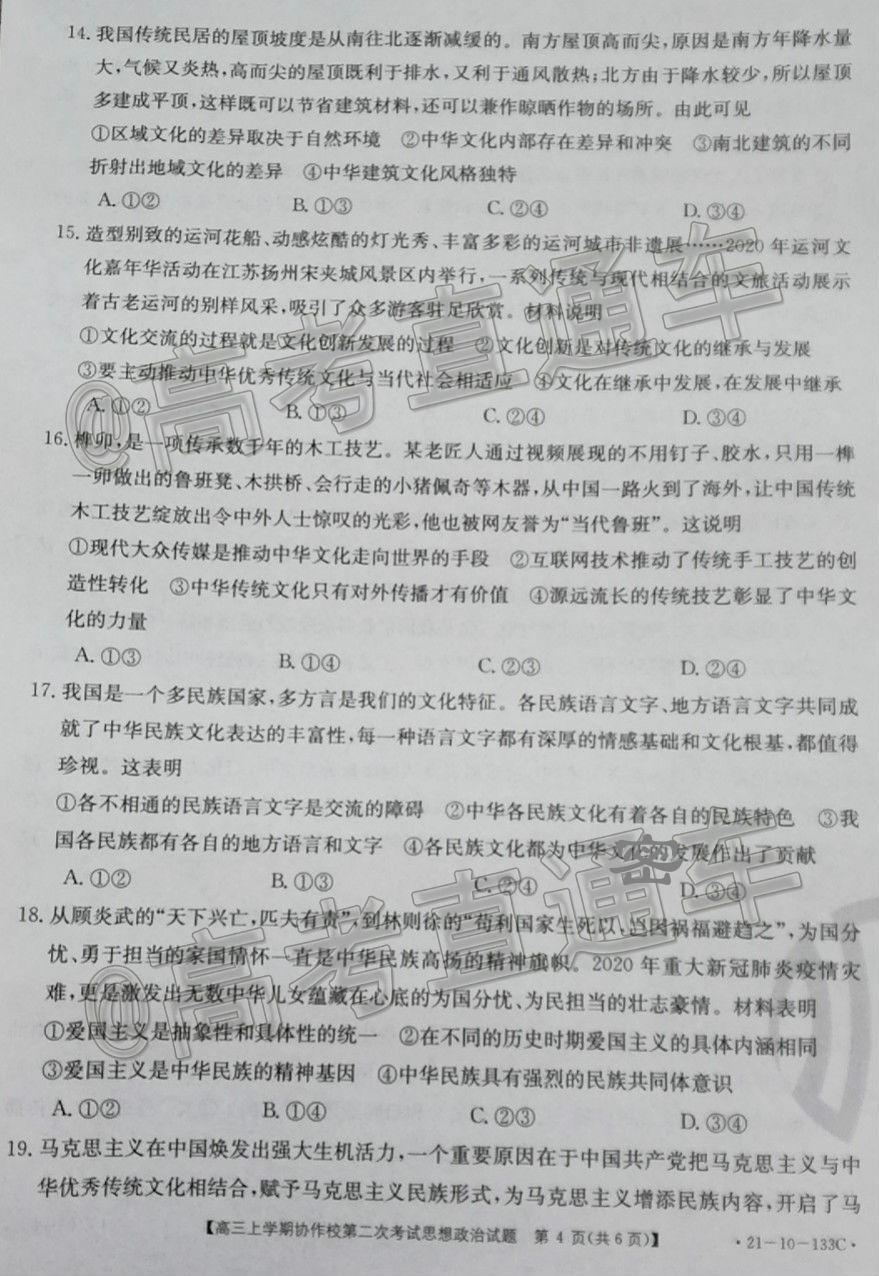 14. 我国传统民居的屋顶坡度是从南往北逐渐减缓的。南方屋顶高而尖,原因是南方年降水量
大,气候又炎热,高而尖的屋顶既利于排水,又利于通风散热;北方由于降水较少,所以屋顶
多建成平顶,这样既可以节省建筑材料,还可以兼作晾晒作物的场所。由此可见
①区域文化的差异取决于自然环境 ②中华文化内部存在差异和冲突 ③南北建筑的不同
折射出地域文化的差异 ④中华建筑文化风格独特
A. ①② B. ①③ C. ②④ D. ③④
15. 造型别致的运河花船、动感炫酷的灯光秀、丰富多彩的运河城市非遗展……2020 年运河文
化嘉年华活动在江苏扬州宋夹城风景区内举行,一系列传统与现代相结合的文旅活动展示
着古老运河的别样风采,吸引了众多游客驻足欣赏。材料说明
①文化交流的过程就是文化创新发展的过程 ②文化创新是对传统文化的继承与发展
③要主动推动中华优秀传统文化与当代社会相适应 ④文化在继承中发展,在发展中继承
A. ①② B. ①③ C. ②④ D. ③④
16. 榫卯,是一项传承数千年的木工技艺。某老匠人通过视频展现的不用钉子、胶水,只用一榫
一卯做出的鲁班凳、木拱桥、会行走的小猪佩奇等木器,从中国一路火到了海外,让中国传统
木工技艺绽放出令中外人士惊叹的光彩,他也被网友誉为“当代鲁班”。这说明
①现代大众传媒是推动中华文化走向世界的手段 ②互联网技术推动了传统手工技艺的创
造性转化 ③中华传统文化只有对外传播才有价值 ④源远流长的传统技艺彰显了中华文
化的力量
A. ①③ B. ①④ C. ②③ D. ②④
17. 我国是一个多民族国家,多方言是我们的文化特征。各民族语言文字、地方语言文字共同成
就了中华民族文化表达的丰富性,每一种语言文字都有深厚的情感基础和文化根基,都值得
珍视。这表明
①各不相通的民族语言文字是交流的障碍 ②中华各民族文化有着各自的民族特色 ③我
国各民族都有各自的地方语言和文字 ④各民族文化都为中华文化的发展作出了贡献
A. ①② B. ①③ C. ②④ D. ③④
18. 从顾炎武的“天下兴亡,匹夫有责”,到林则徐的“苟利国家生死以,岂因祸福避趋之”,为国分
忧、勇于担当的家国情怀一直是中华民族高扬的精神旗帜。2020 年重大新冠肺炎疫情灾
难,更是激发出无数中华儿女蕴藏在心底的为国分忧、为民担当的壮志豪情。材料表明
①爱国主义是抽象性和具体性的统一 ②在不同的历史时期爱国主义的具体内涵相同
③爱国主义是中华民族的精神基因 ④中华民族具有强烈的民族共同体意识
A. ①② B. ①④ C. ②③ D. ③④
19. 马克思主义在中国焕发出强大生机活力,一个重要原因在于中国共产党把马克思主义与中
华优秀传统文化相结合,赋予马克思主义民族形式,为马克思主义增添民族内容,开启了马
【高三上学期协作校第二次考试思想政治试题 第 4 页(共 6 页)】 ·21-10-133C·
@高考直通车
@高考直通车